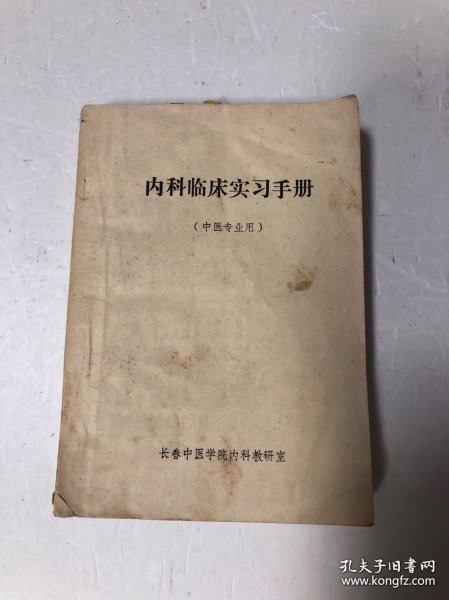 内科临床实习手册
（中医专业用）
长春中医学院内科教研室
孔夫子旧书网
www.kongfz.com